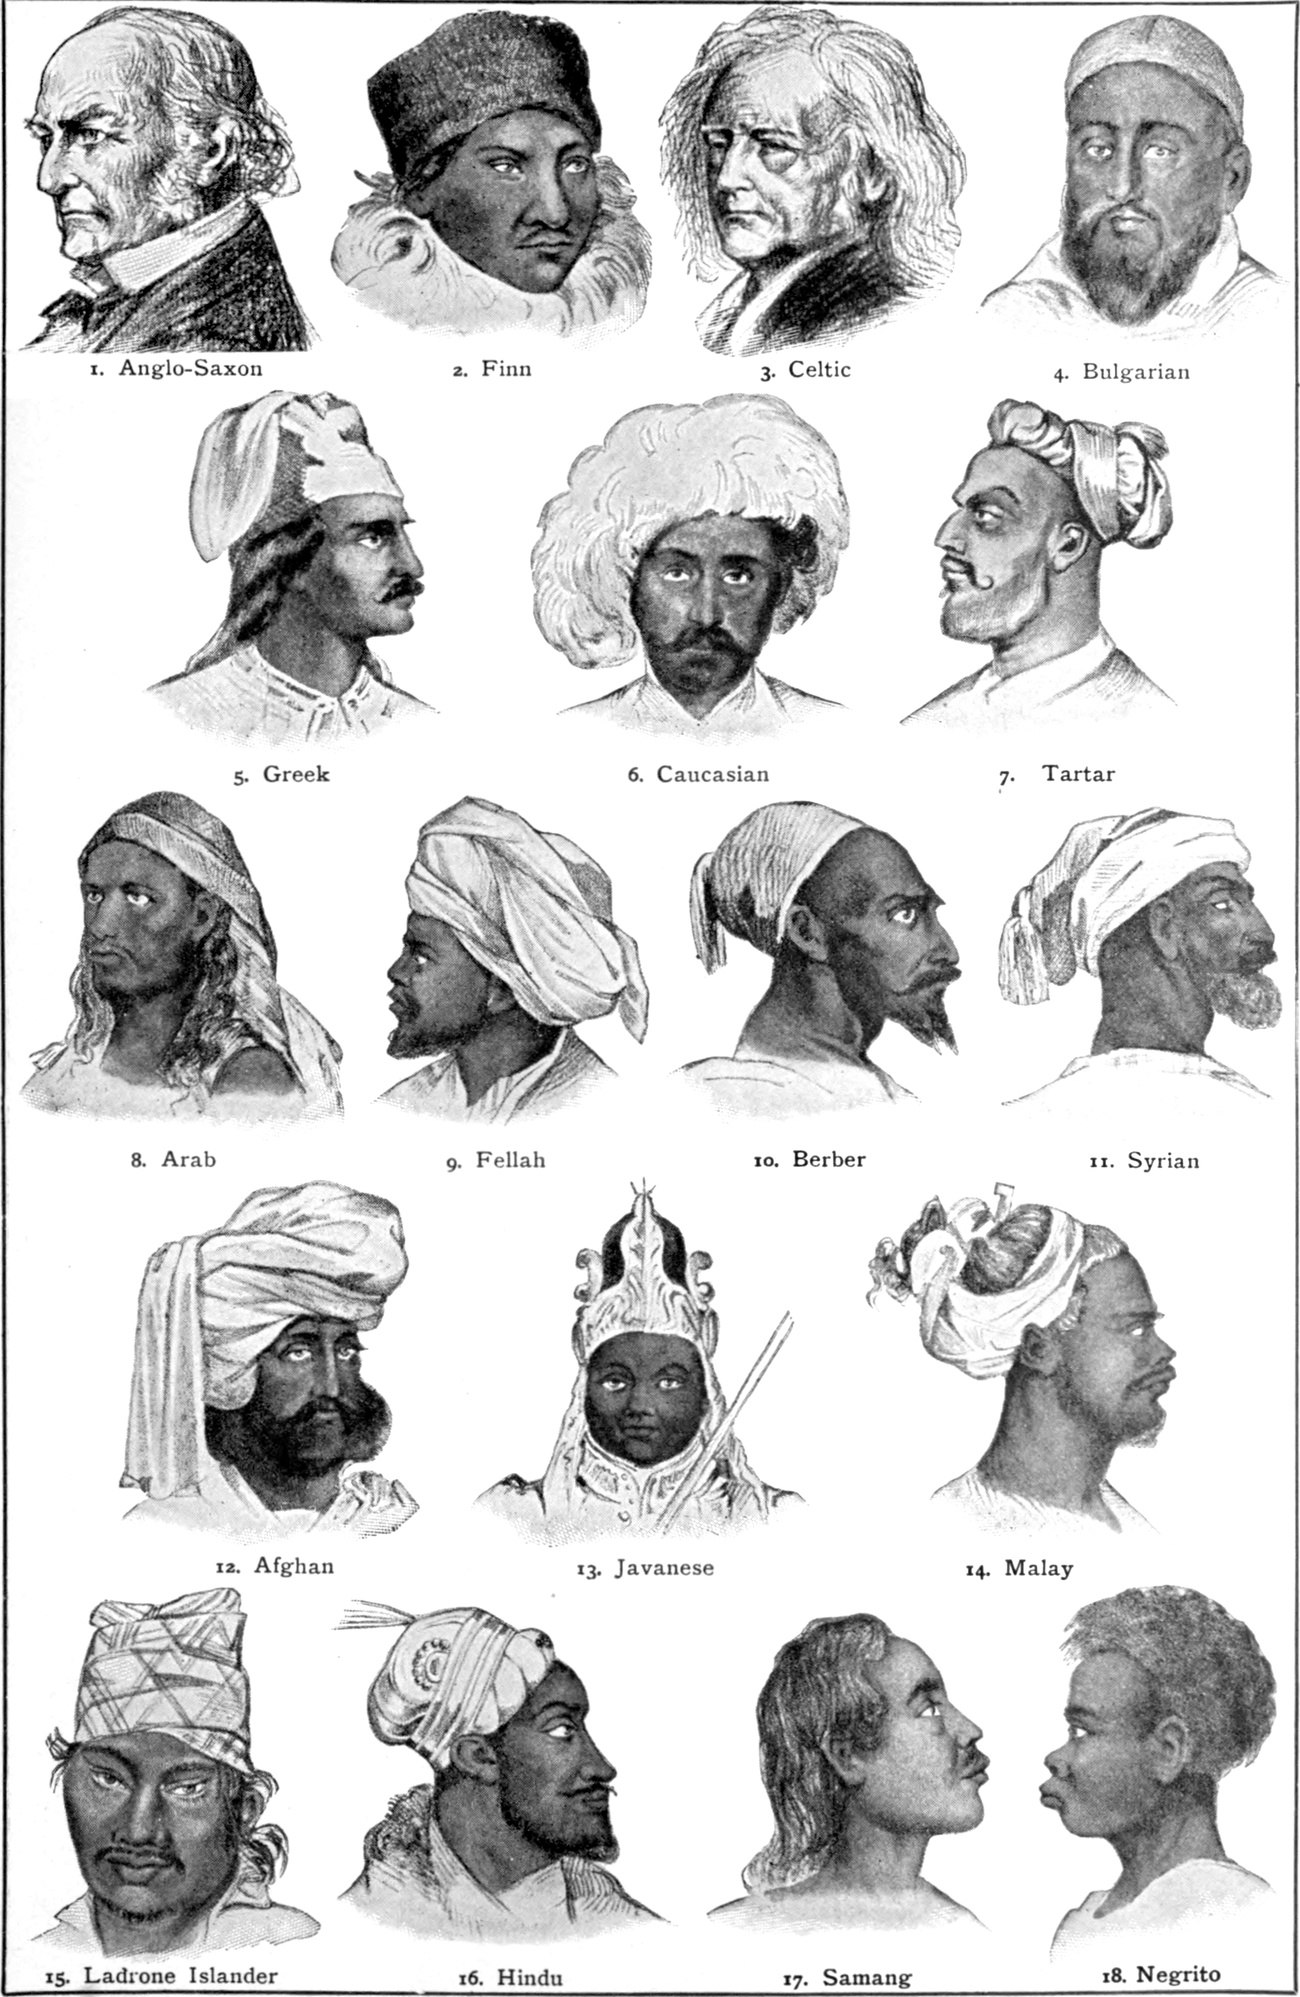 1. Anglo-Saxon
2. Finn
3. Celtic
4. Bulgarian
5. Greek
6. Caucasian
7. Tartar
8. Arab
9. Fellah
10. Berber
11. Syrian
12. Afghan
13. Javanese
14. Malay
15. Ladrone Islander
16. Hindu
17. Samang
18. Negrito